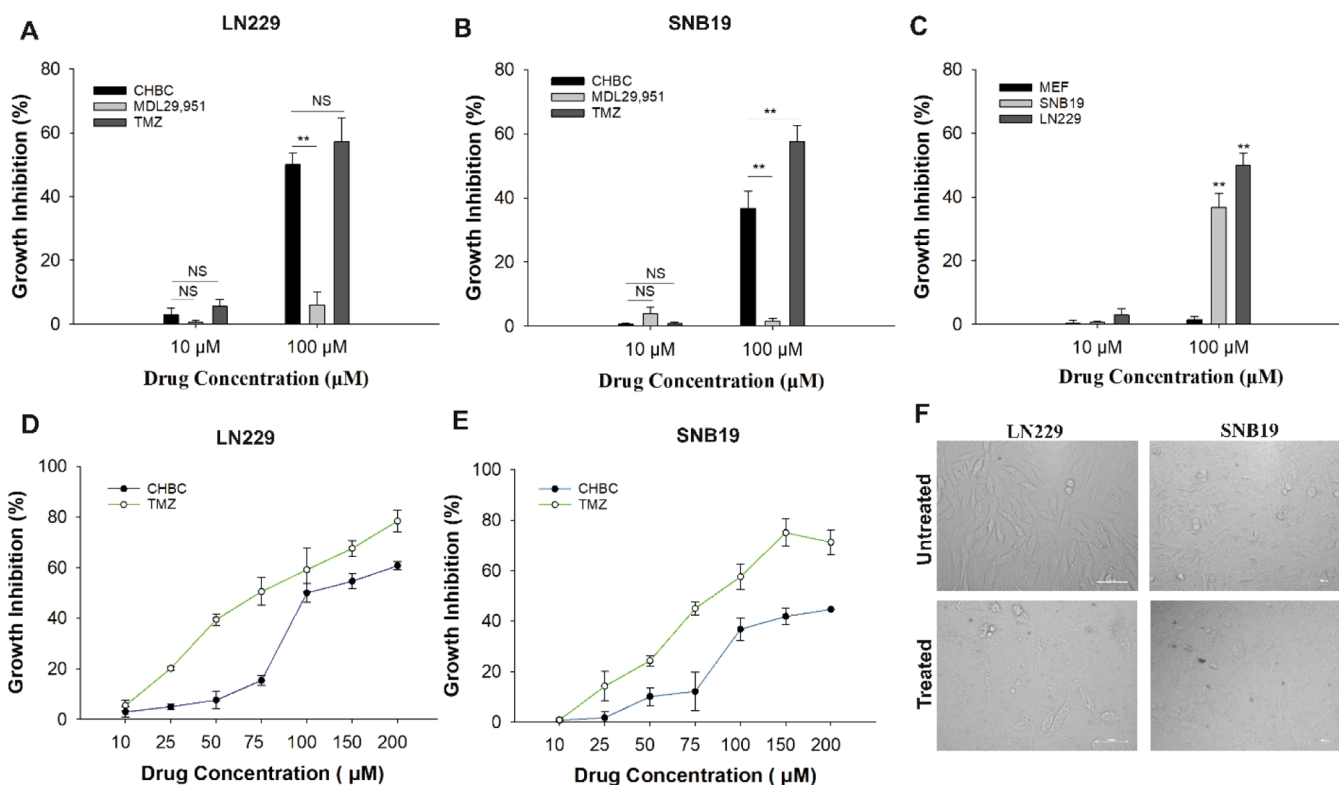 A
LN229
Growth Inhibition (%)
80
60
40
20
0
CHBC
MDL29,951
TMZ
NS
NS
NS
**
10 µM
100 µM
Drug Concentration (µM)
B
SNB19
Growth Inhibition (%)
80
60
40
20
0
CHBC
MDL29,951
TMZ
NS
NS
**
**
10 µM
100 µM
Drug Concentration (µM)
C
Growth Inhibition (%)
80
60
40
20
0
MEF
SNB19
LN229
**
**
10 µM
100 µM
Drug Concentration (µM)
D
LN229
Growth Inhibition (%)
100
80
60
40
20
0
CHBC
TMZ
10 25 50 75 100 150 200
Drug Concentration ( µM)
E
SNB19
Growth Inhibition (%)
100
80
60
40
20
0
CHBC
TMZ
10 25 50 75 100 150 200
Drug Concentration ( µM)
F
LN229
SNB19
Untreated
Treated